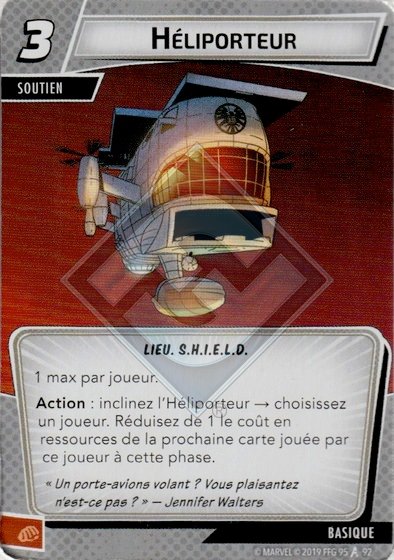 3
HÉLIPORTEUR
SOUTIEN
LIEU. S.H.I.E.L.D.
1 max par joueur.
Action : inclinez l'Héliporteur → choisissez
un joueur. Réduisez de 1 le coût en
ressources de la prochaine carte jouée par
ce joueur à cette phase.
« Un porte-avions volant ? Vous plaisantez
n'est-ce pas ? » — Jennifer Walters
BASIQUE
© MARVEL © 2019 FFG 95 92